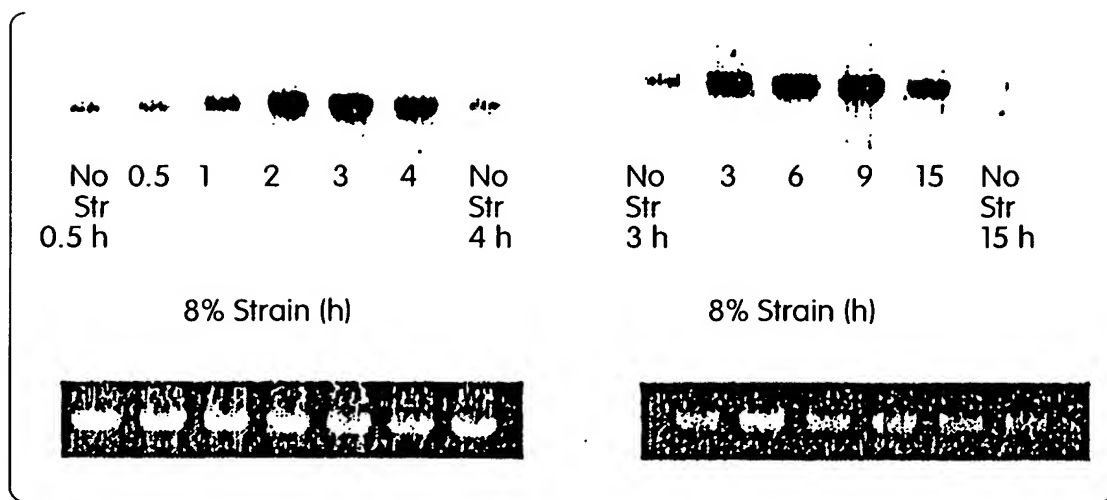 No 0.5 1 2 3 4 No
Str Str
0.5 h 4 h
8% Strain (h)
No 3 6 9 15 No
Str Str
3 h 15 h
8% Strain (h)